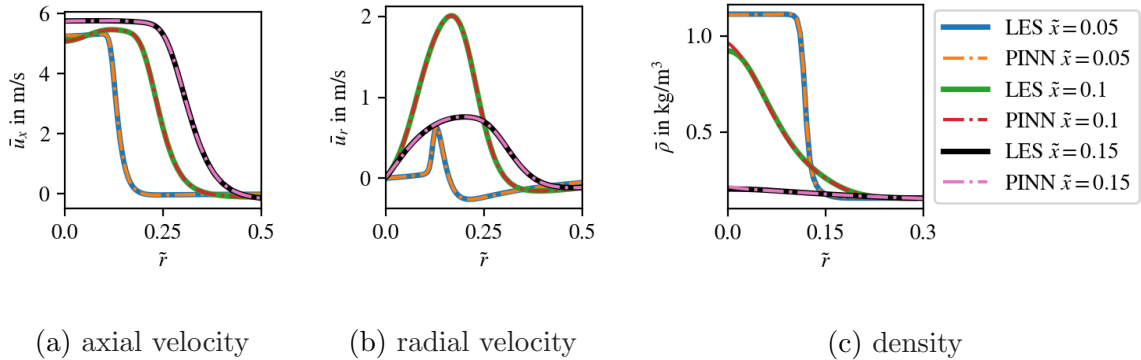 6
4
2
0
ūₓ in m/s
0.0
0.25
0.5
r̃
(a) axial velocity
2
1
0
ūᵣ in m/s
0.0
0.25
0.5
r̃
(b) radial velocity
1.0
0.5
ρ̄ in kg/m³
0.0
0.15
0.3
r̃
(c) density
LES x̃ = 0.05
PINN x̃ = 0.05
LES x̃ = 0.1
PINN x̃ = 0.1
LES x̃ = 0.15
PINN x̃ = 0.15